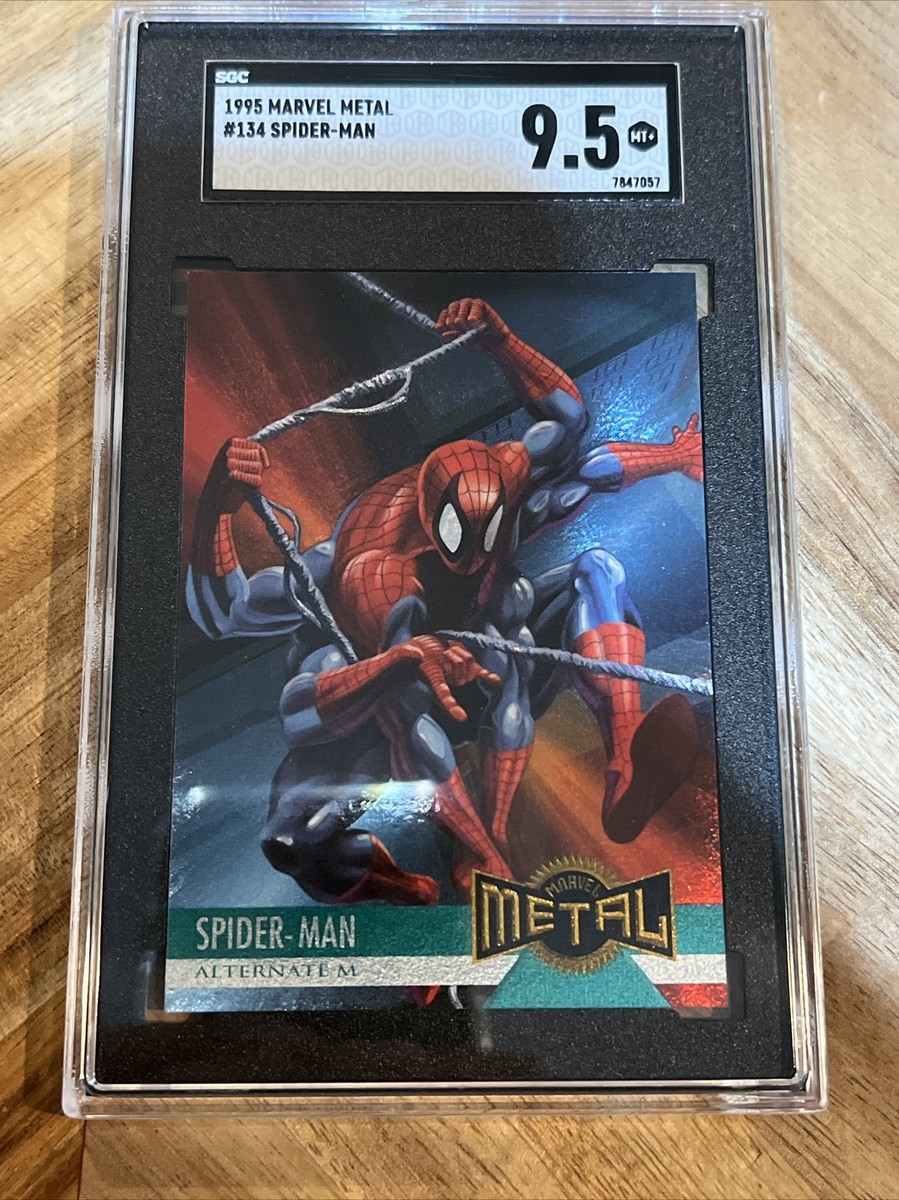 SGC
1995 MARVEL METAL
#134 SPIDER-MAN
9.5 MT+
7847057
MARVEL
METAL
SPIDER-MAN
ALTERNATE M